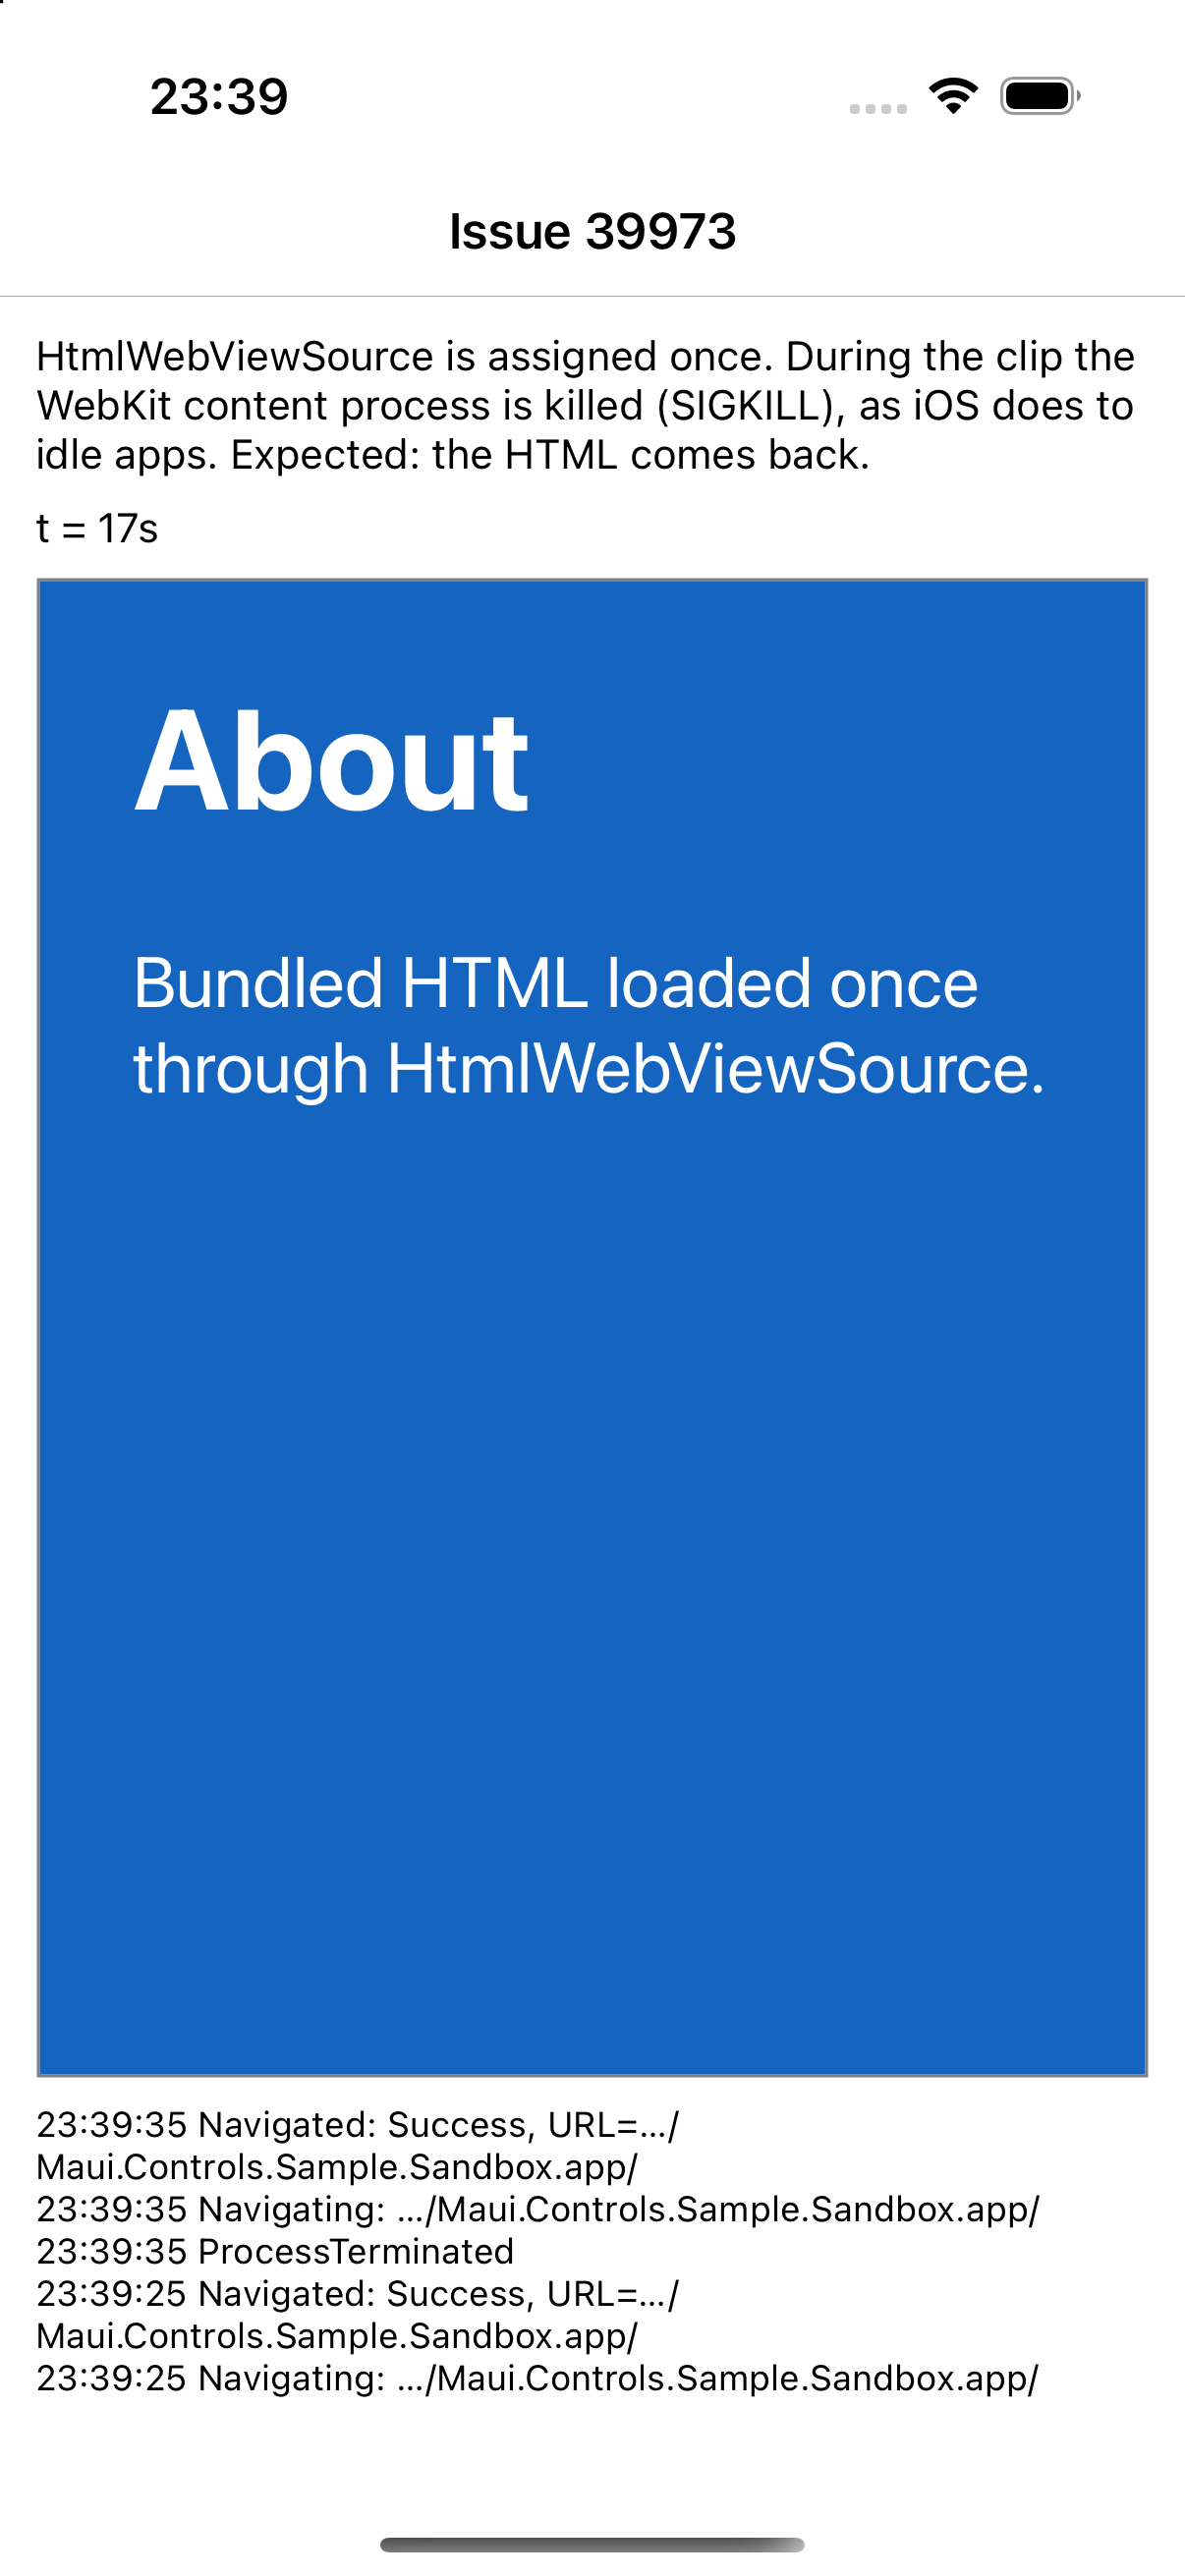 23:39
Issue 39973
HtmlWebViewSource is assigned once. During the clip the
WebKit content process is killed (SIGKILL), as iOS does to
idle apps. Expected: the HTML comes back.
t = 17s
About
Bundled HTML loaded once
through HtmlWebViewSource.
23:39:35 Navigated: Success, URL=.../
Maui.Controls.Sample.Sandbox.app/
23:39:35 Navigating: .../Maui.Controls.Sample.Sandbox.app/
23:39:35 ProcessTerminated
23:39:25 Navigated: Success, URL=.../
Maui.Controls.Sample.Sandbox.app/
23:39:25 Navigating: .../Maui.Controls.Sample.Sandbox.app/